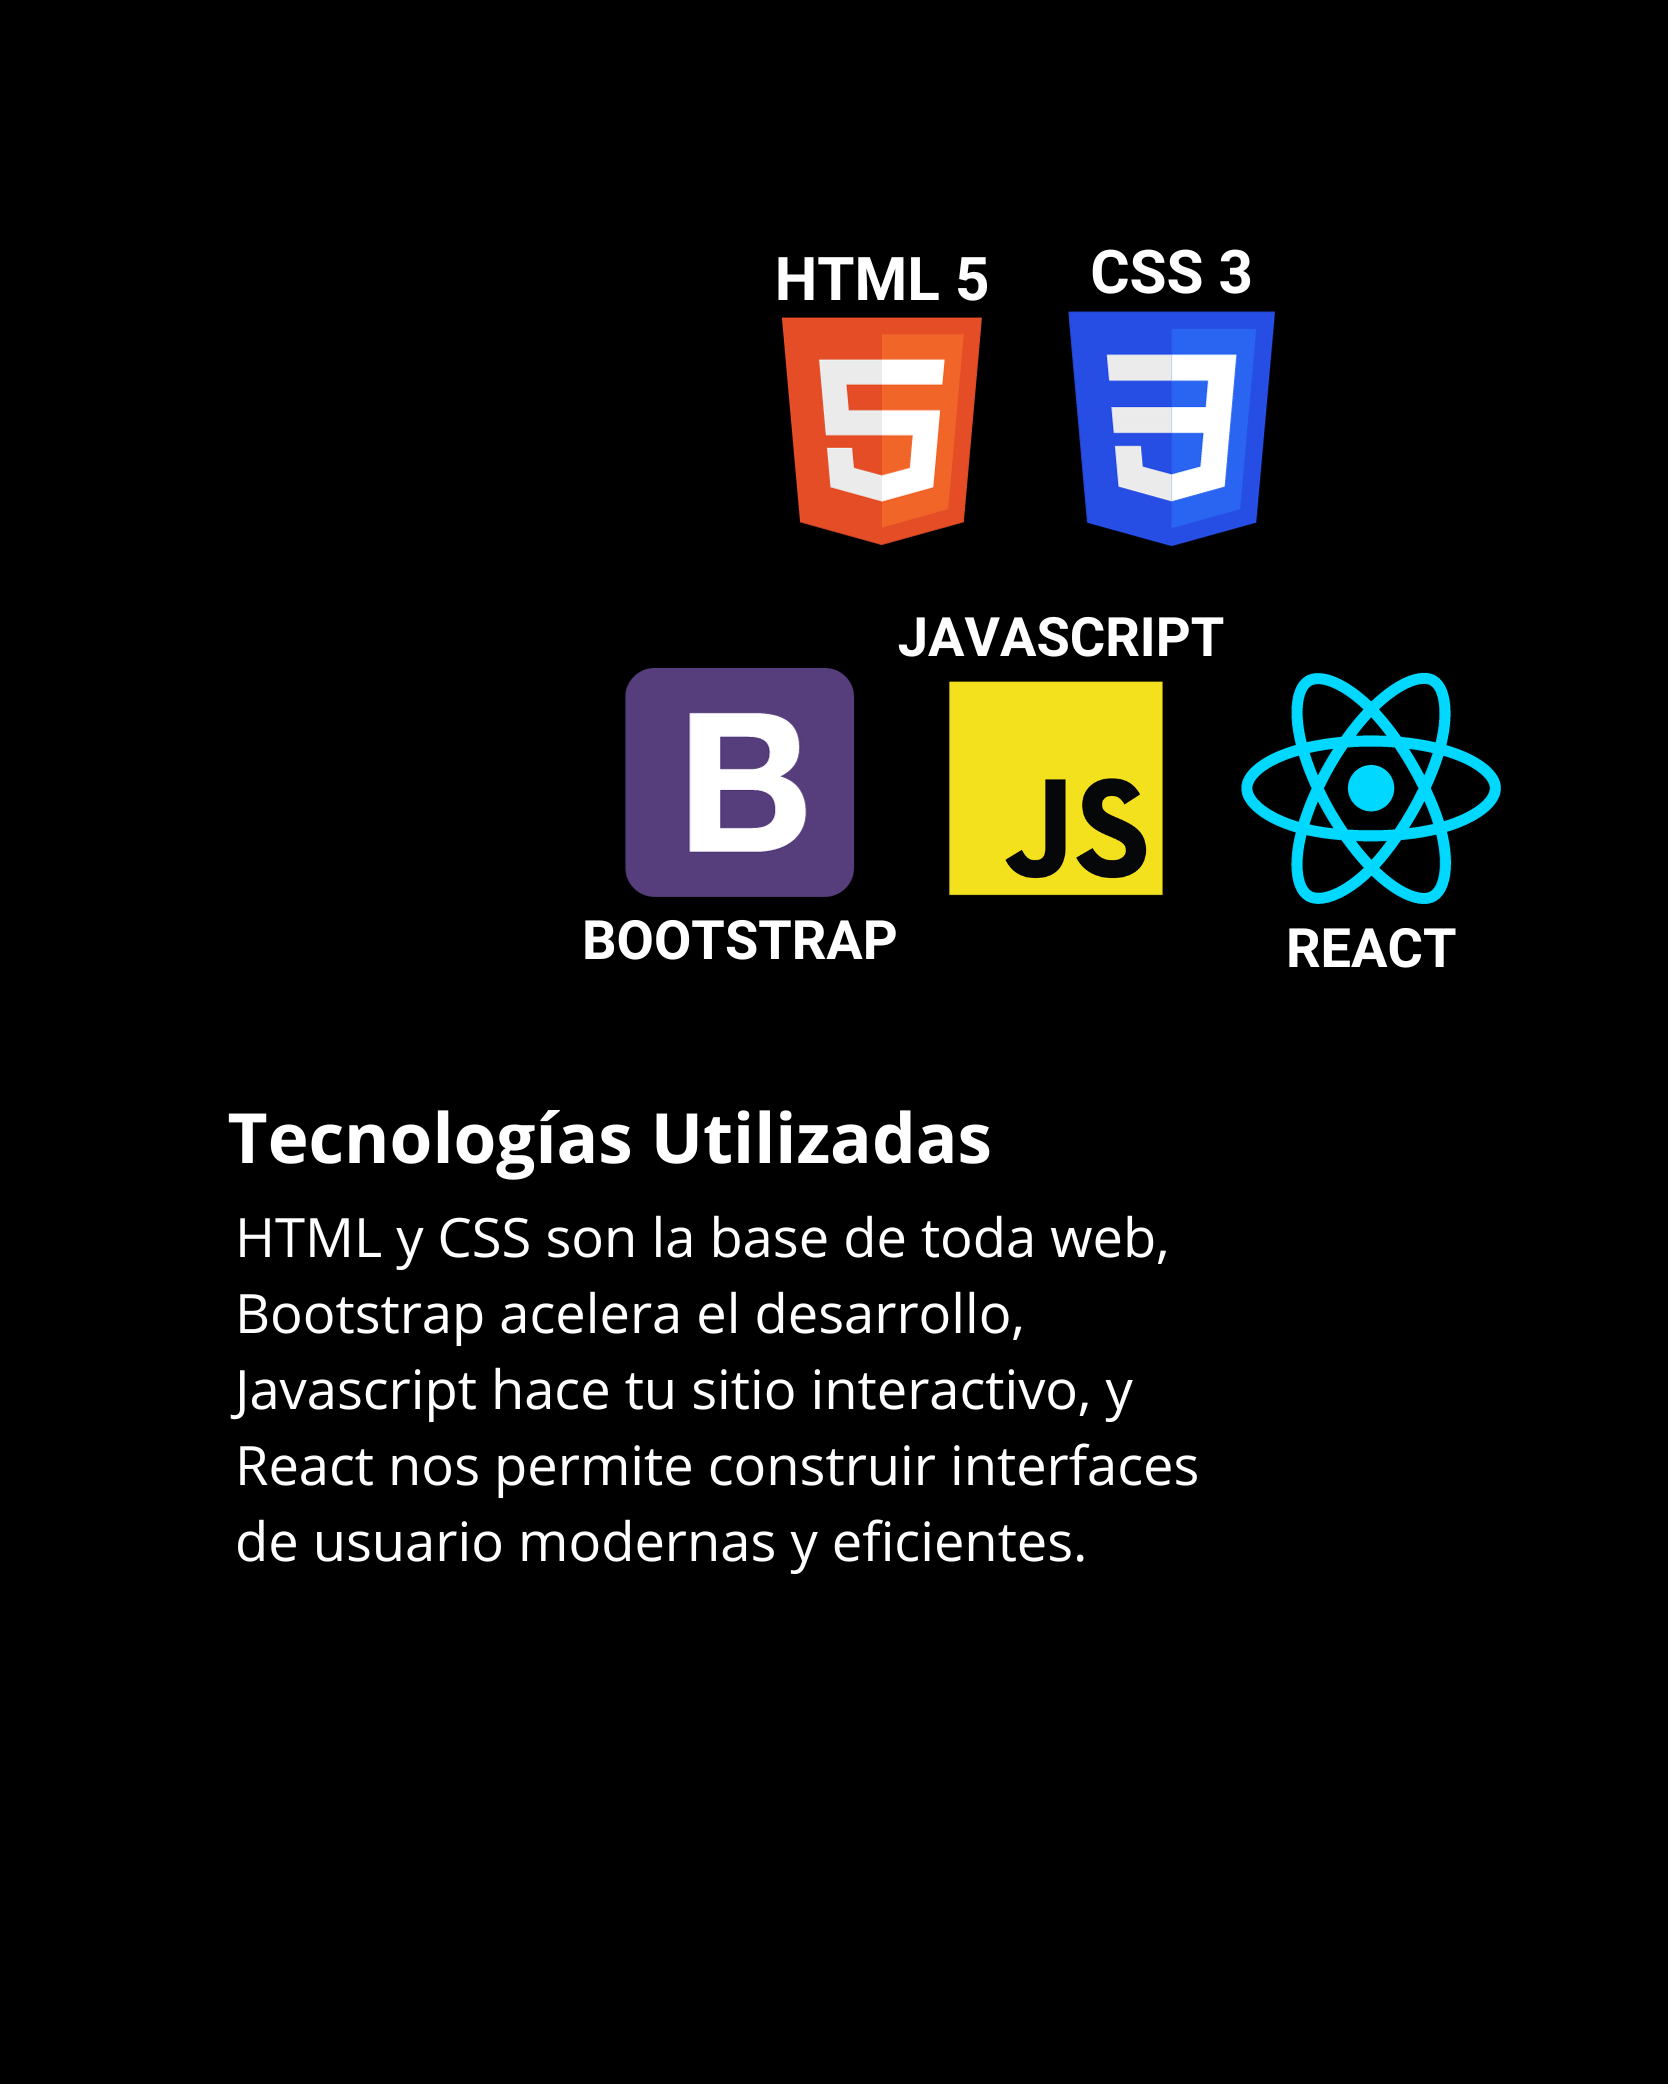 HTML 5
CSS 3
JAVASCRIPT
B
JS
BOOTSTRAP
REACT
Tecnologías Utilizadas
HTML y CSS son la base de toda web,
Bootstrap acelera el desarrollo,
Javascript hace tu sitio interactivo, y
React nos permite construir interfaces
de usuario modernas y eficientes.